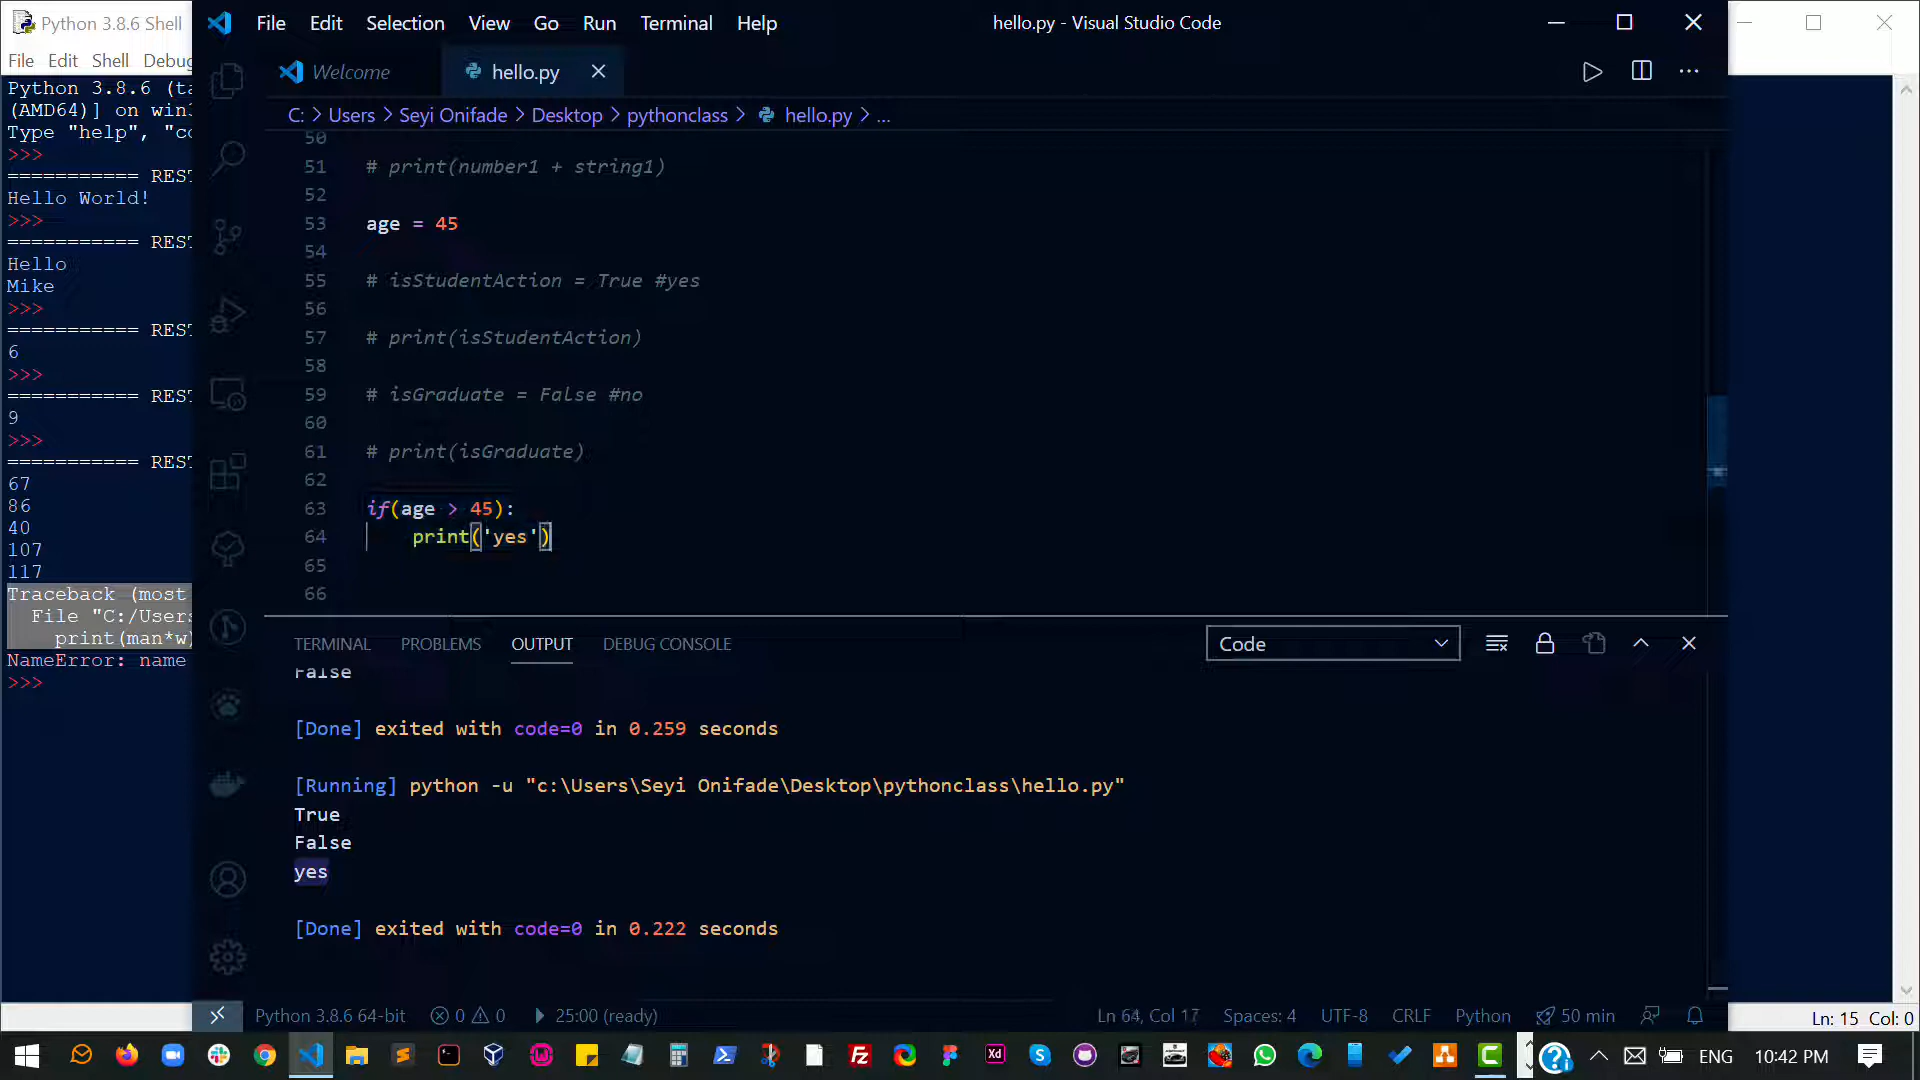 Python 3.8.6 Shell
File Edit Shell Debug
Python 3.8.6 (ta
(AMD64)] on win3
Type "help", "co
>>>
=========== REST
Hello World!
>>>
=========== REST
Hello
Mike
>>>
=========== REST
6
>>>
=========== REST
9
>>>
=========== REST
67
86
40
107
117
Traceback (most
File "C:/Users
print(man*w)
NameError: name
>>>
File Edit Selection View Go Run Terminal Help
hello.py - Visual Studio Code
Welcome
hello.py
C: > Users > Seyi Onifade > Desktop > pythonclass > hello.py > ...
50
51 # print(number1 + string1)
52
53 age = 45
54
55 # isStudentAction = True #yes
56
57 # print(isStudentAction)
58
59 # isGraduate = False #no
60
61 # print(isGraduate)
62
63 if(age > 45):
64 print('yes')
65
66
TERMINAL PROBLEMS OUTPUT DEBUG CONSOLE
Code
False
[Done] exited with code=0 in 0.259 seconds
[Running] python -u "c:\Users\Seyi Onifade\Desktop\pythonclass\hello.py"
True
False
yes
[Done] exited with code=0 in 0.222 seconds
Python 3.8.6 64-bit 0 0 25:00 (ready)
Ln 64, Col 17 Spaces: 4 UTF-8 CRLF Python 50 min
Ln: 15 Col: 0
ENG 10:42 PM